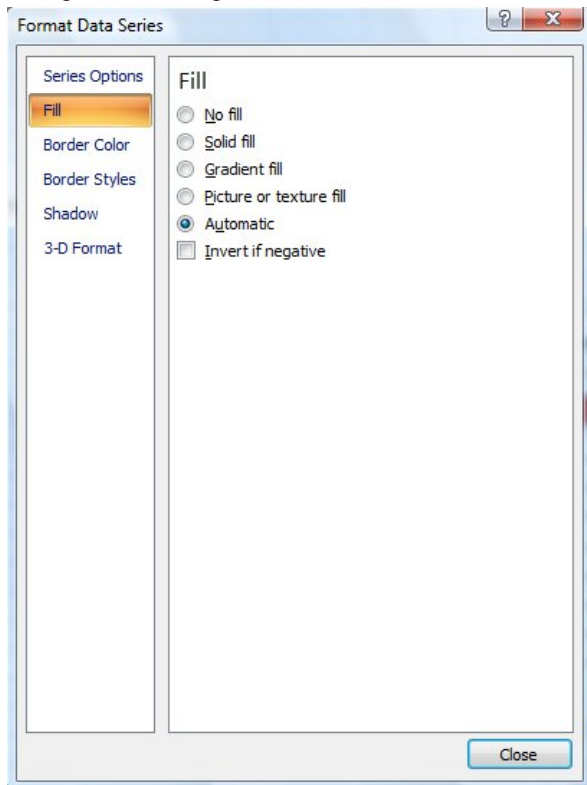 Format Data Series
?
X
Series Options
Fill
Border Color
Border Styles
Shadow
3-D Format
Fill
No fill
Solid fill
Gradient fill
Picture or texture fill
Automatic
Invert if negative
Close